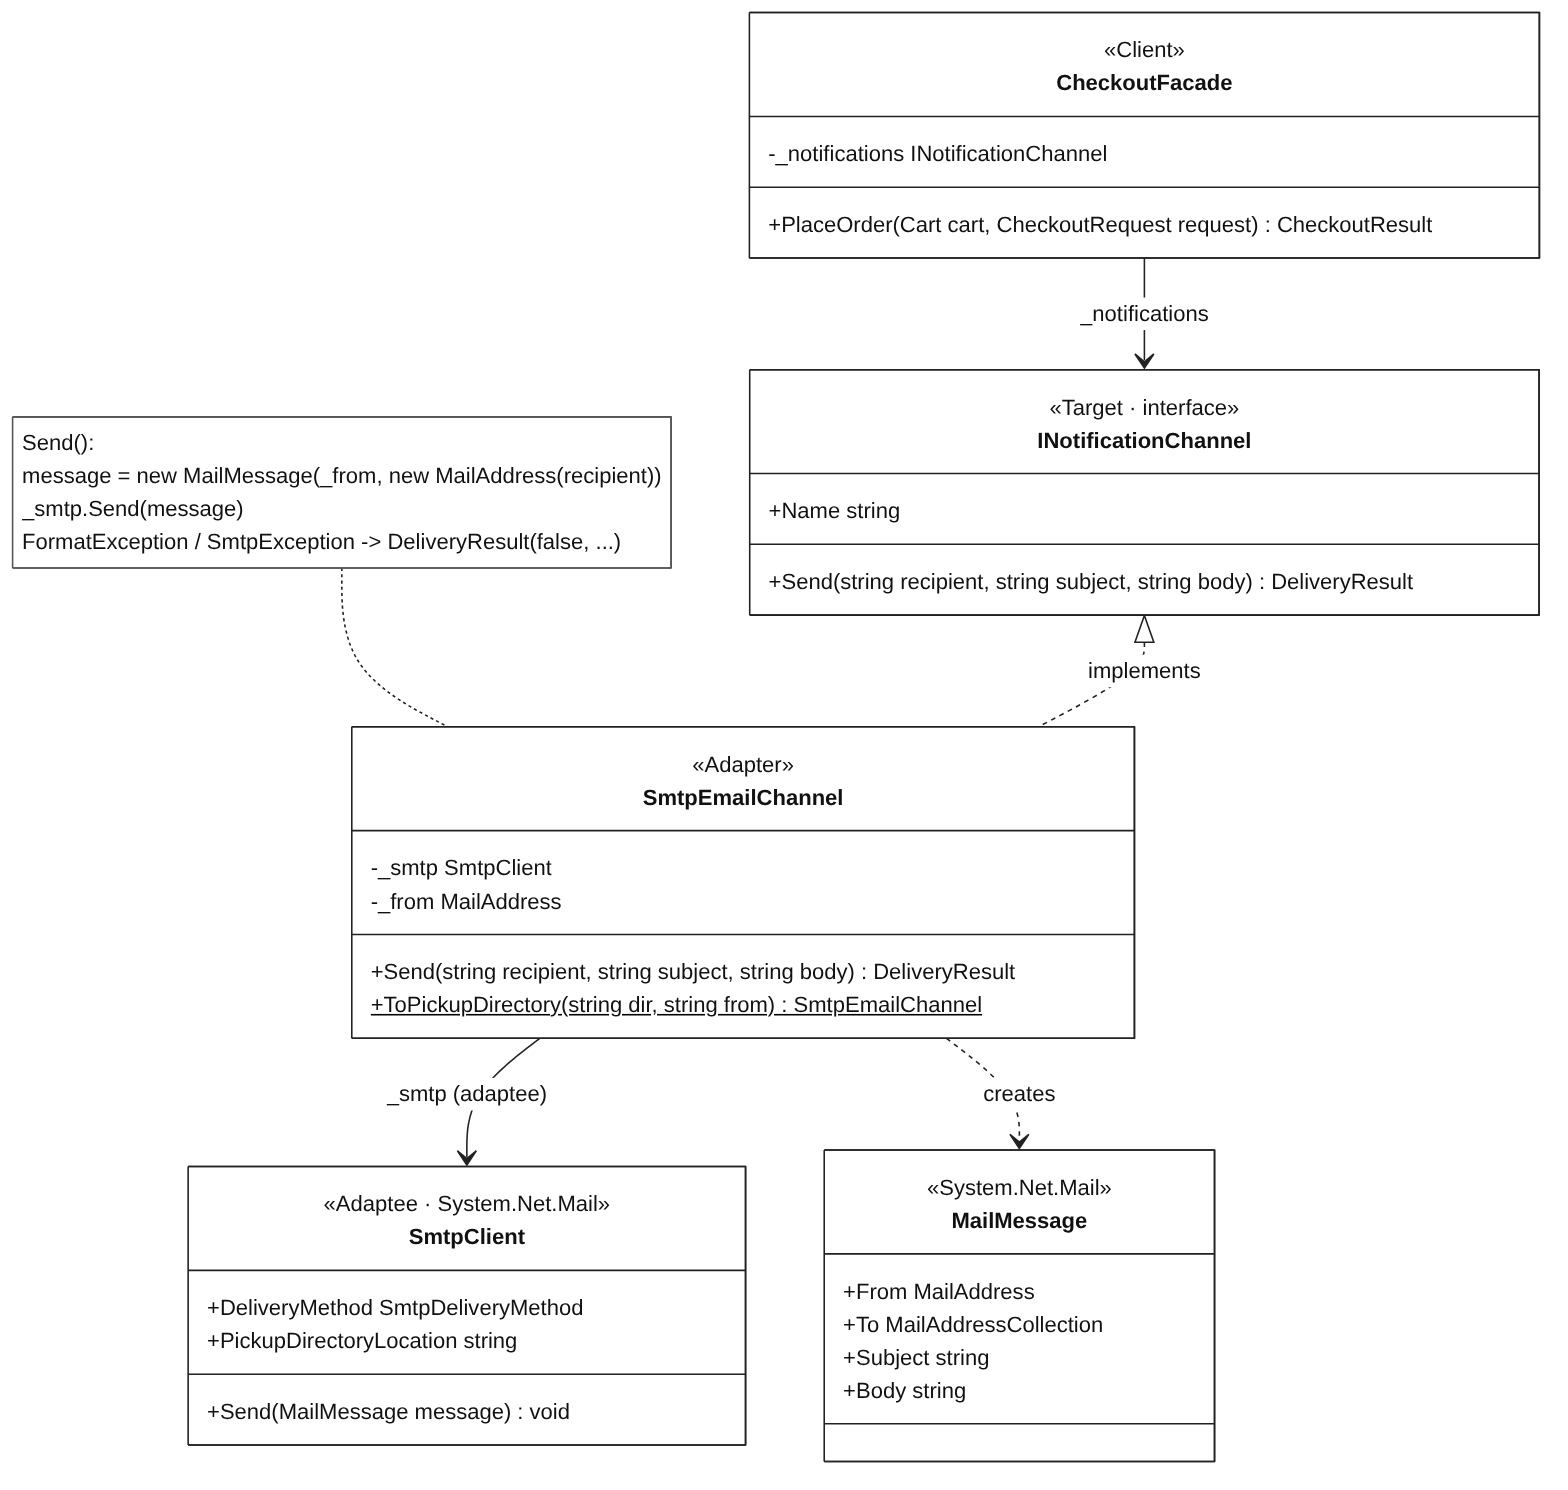 «Client»
CheckoutFacade
-_notifications INotificationChannel
+PlaceOrder(Cart cart, CheckoutRequest request) : CheckoutResult
_notifications
«Target · interface»
INotificationChannel
+Name string
+Send(string recipient, string subject, string body) : DeliveryResult
Send():
message = new MailMessage(_from, new MailAddress(recipient))
_smtp.Send(message)
FormatException / SmtpException -> DeliveryResult(false, ...)
implements
«Adapter»
SmtpEmailChannel
-_smtp SmtpClient
-_from MailAddress
+Send(string recipient, string subject, string body) : DeliveryResult
+ToPickupDirectory(string dir, string from) : SmtpEmailChannel
_smtp (adaptee)
creates
«Adaptee · System.Net.Mail»
SmtpClient
+DeliveryMethod SmtpDeliveryMethod
+PickupDirectoryLocation string
+Send(MailMessage message) : void
«System.Net.Mail»
MailMessage
+From MailAddress
+To MailAddressCollection
+Subject string
+Body string